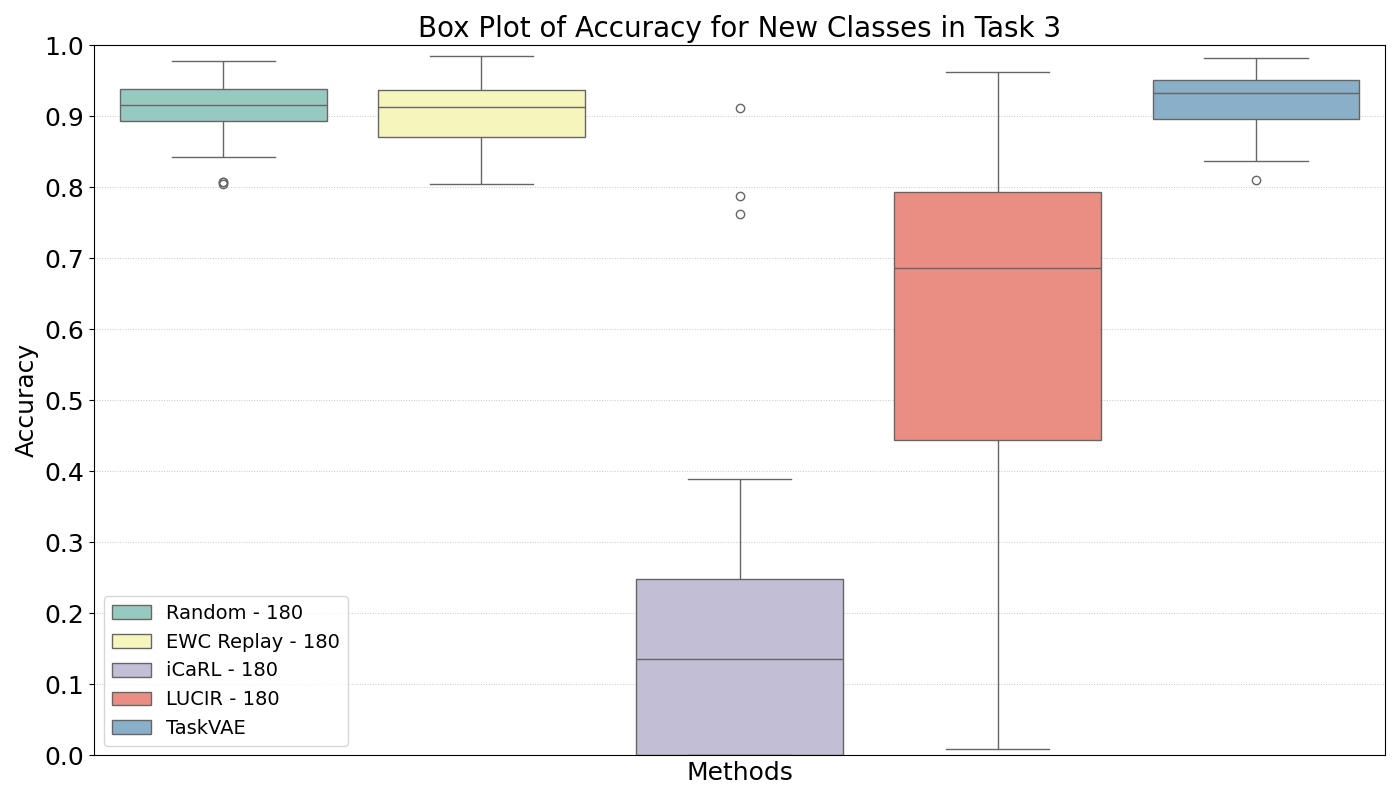 Box Plot of Accuracy for New Classes in Task 3
1.0
0.9
0.8
0.7
0.6
0.5
0.4
0.3
0.2
0.1
0.0
Accuracy
Random - 180
EWC Replay - 180
iCaRL - 180
LUCIR - 180
TaskVAE
Methods